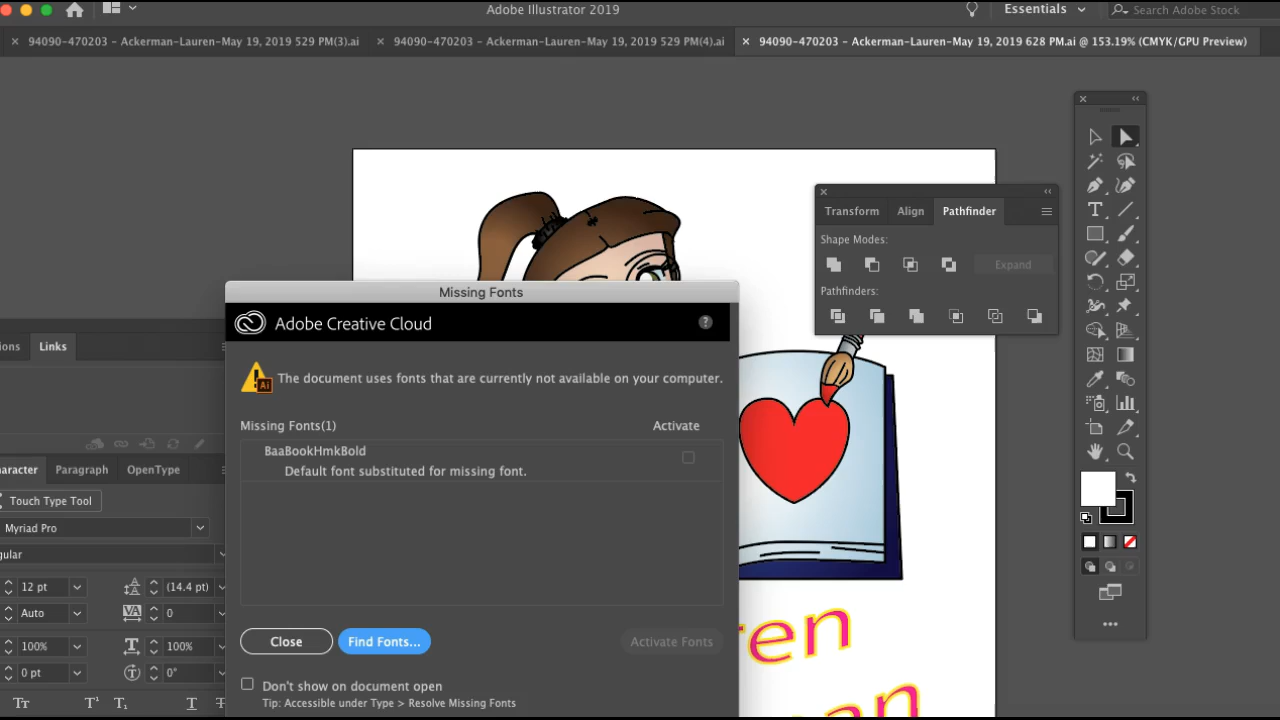 Adobe Illustrator 2019
Essentials
Search Adobe Stock
94090-470203 - Ackerman-Lauren-May 19, 2019 529 PM(3).ai
94090-470203 - Ackerman-Lauren-May 19, 2019 529 PM(4).ai
94090-470203 - Ackerman-Lauren-May 19, 2019 628 PM.ai @ 153.19% (CMYK/GPU Preview)
Transform
Align
Pathfinder
Shape Modes:
Expand
Pathfinders:
Missing Fonts
Adobe Creative Cloud
The document uses fonts that are currently not available on your computer.
Missing Fonts(1)
Activate
BaaBookHmkBold
Default font substituted for missing font.
Close
Find Fonts...
Activate Fonts
Don't show on document open
Tip: Accessible under Type > Resolve Missing Fonts
ions
Links
aracter
Paragraph
OpenType
Touch Type Tool
Myriad Pro
gular
12 pt
(14.4 pt)
Auto
0
100%
100%
0 pt
0°
ren
man